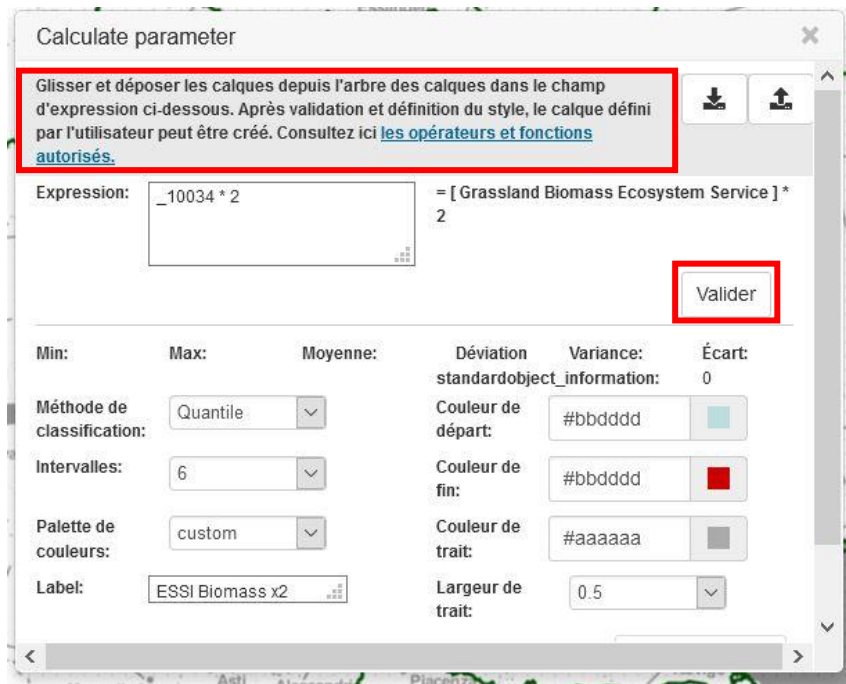 Calculate parameter
Glisser et déposer les calques depuis l'arbre des calques dans le champ
d'expression ci-dessous. Après validation et définition du style, le calque défini
par l'utilisateur peut être créé. Consultez ici les opérateurs et fonctions
autorisés.
Expression:
_10034 * 2
= [ Grassland Biomass Ecosystem Service ] *
2
Valider
Min: Max: Moyenne: Déviation Variance: Écart:
standardobject_information: 0
Méthode de
classification:
Quantile
Couleur de
départ:
#bbdddd
Intervalles:
6
Couleur de
fin:
#bbdddd
Palette de
couleurs:
custom
Couleur de
trait:
#aaaaaa
Label:
ESSI Biomass x2
Largeur de
trait:
0.5
Asti
Piacenza